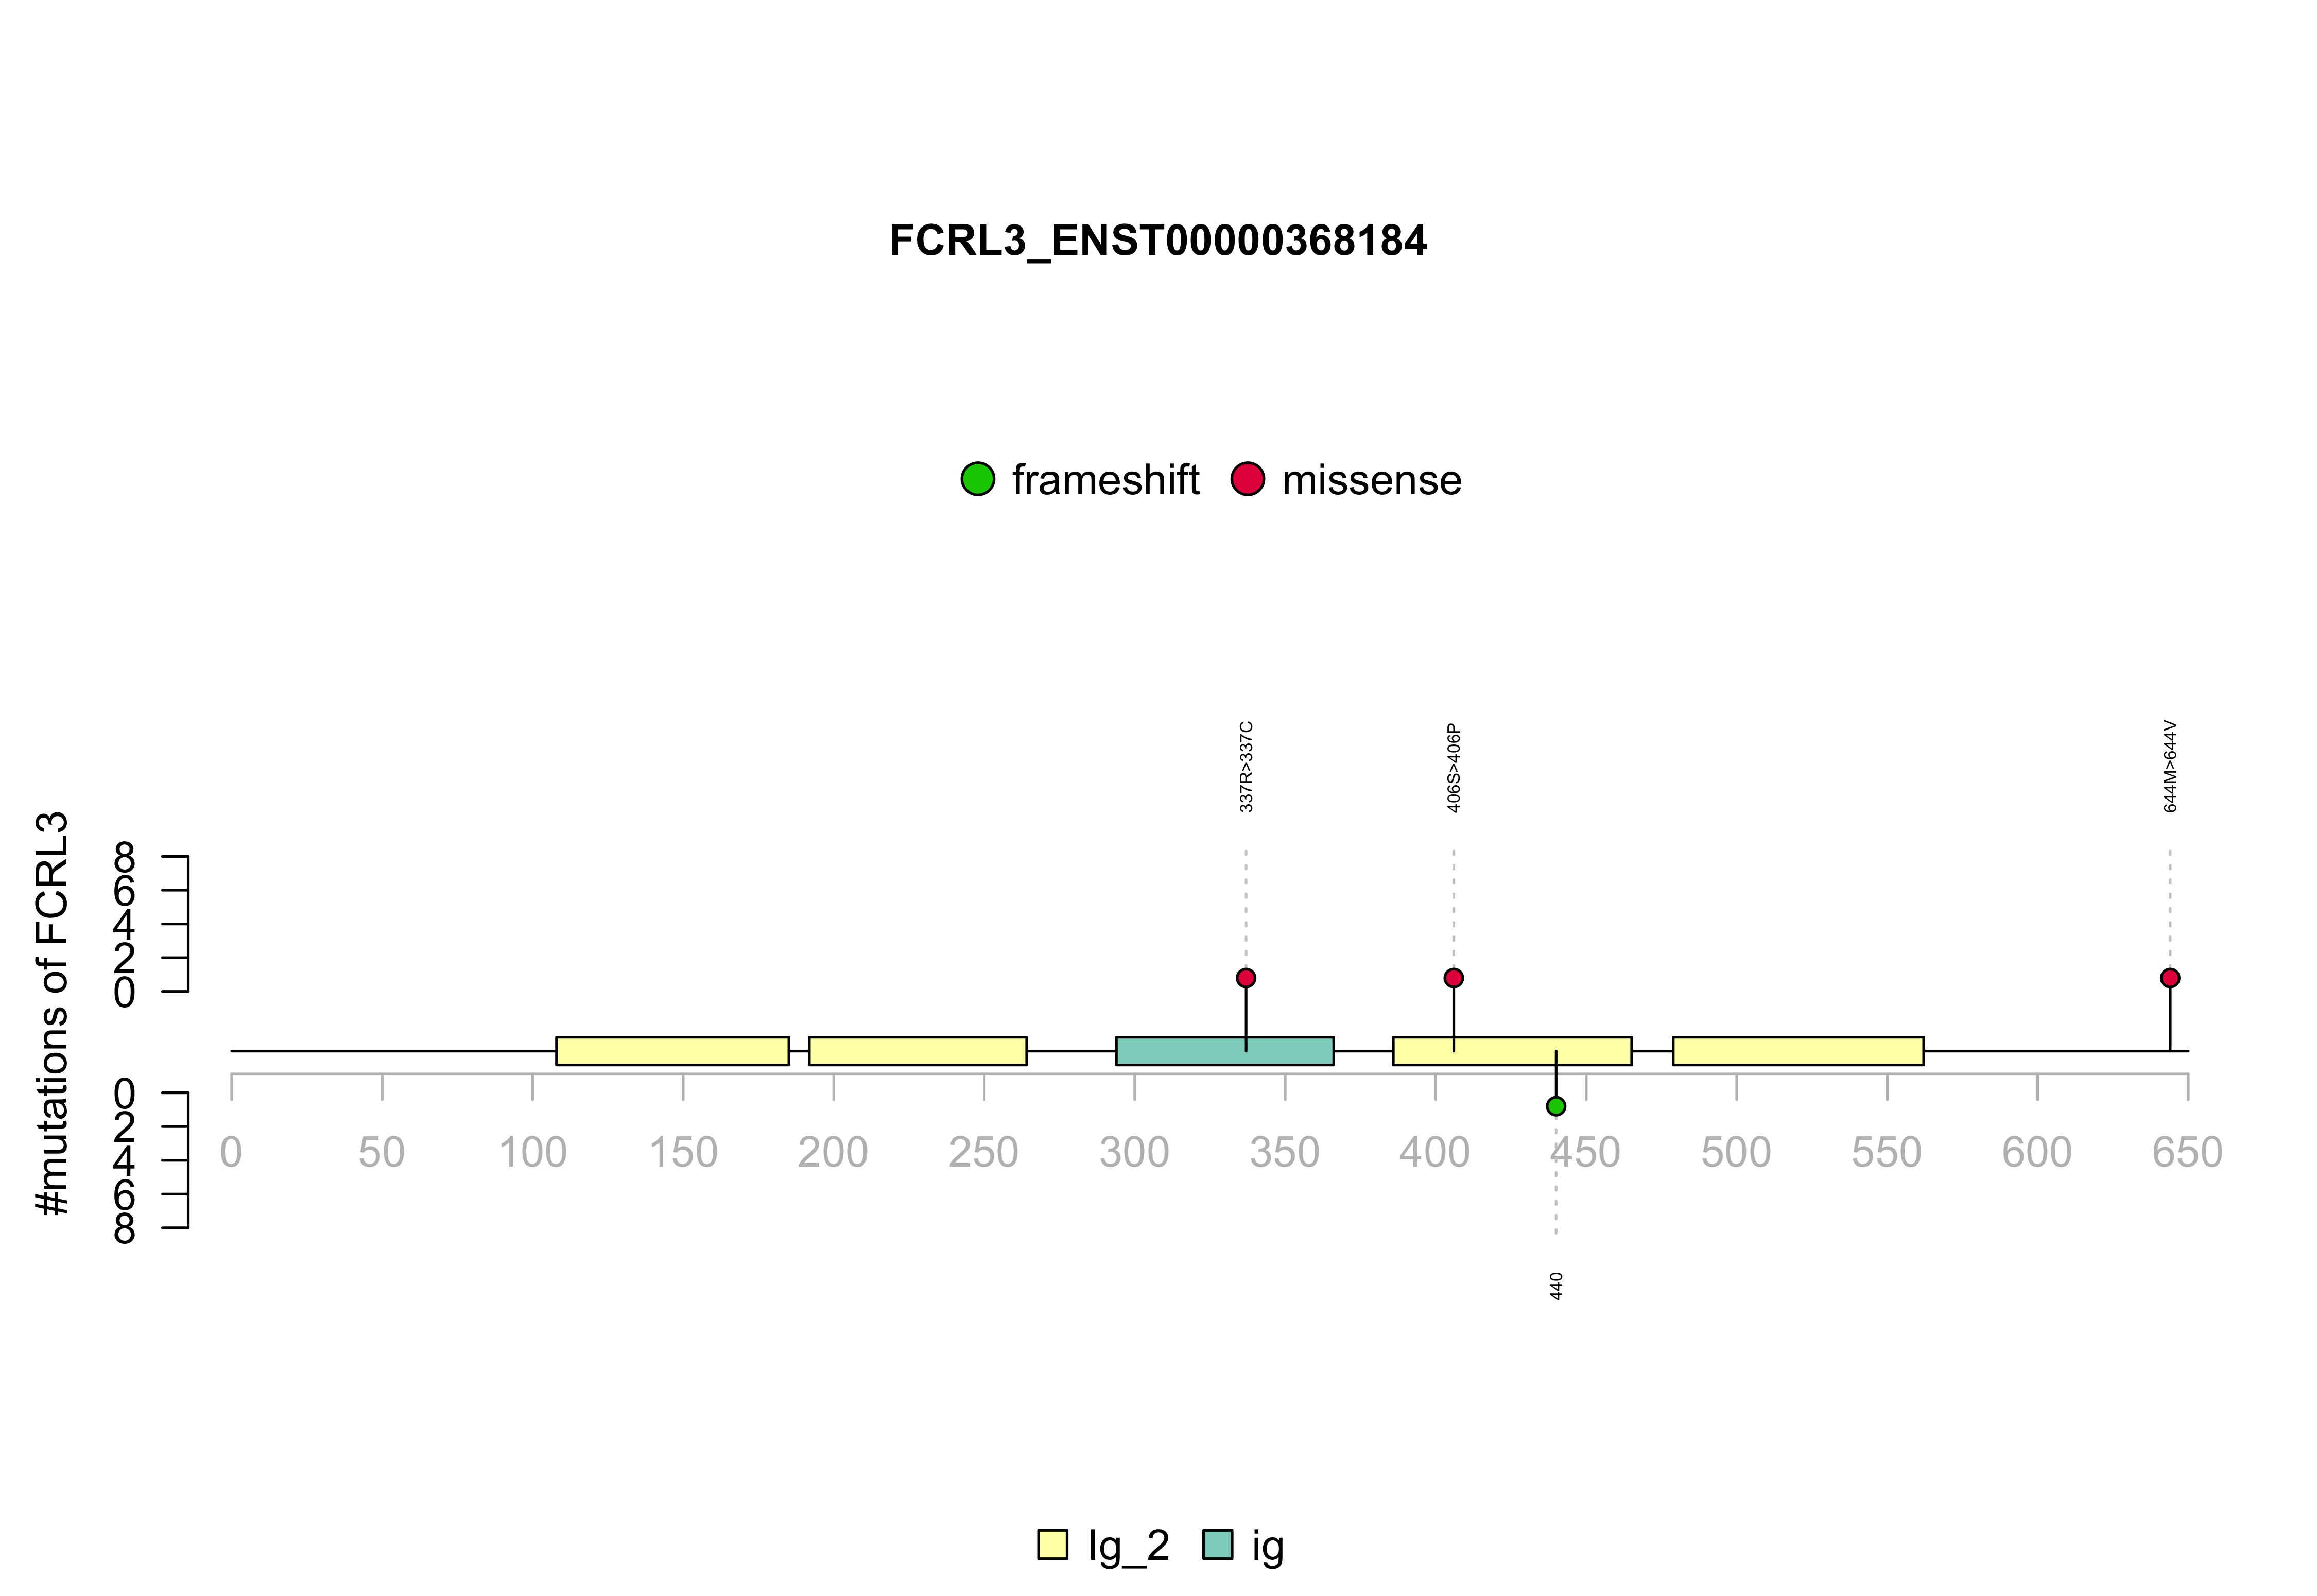 FCRL3_ENST00000368184
frameshift missense
337R>337C 406S>406P 644M>644V
#mutations of FCRL3
8
6
4
2
0
0
2
4
6
8
0 50 100 150 200 250 300 350 400 450 500 550 600 650
440
Ig_2 ig